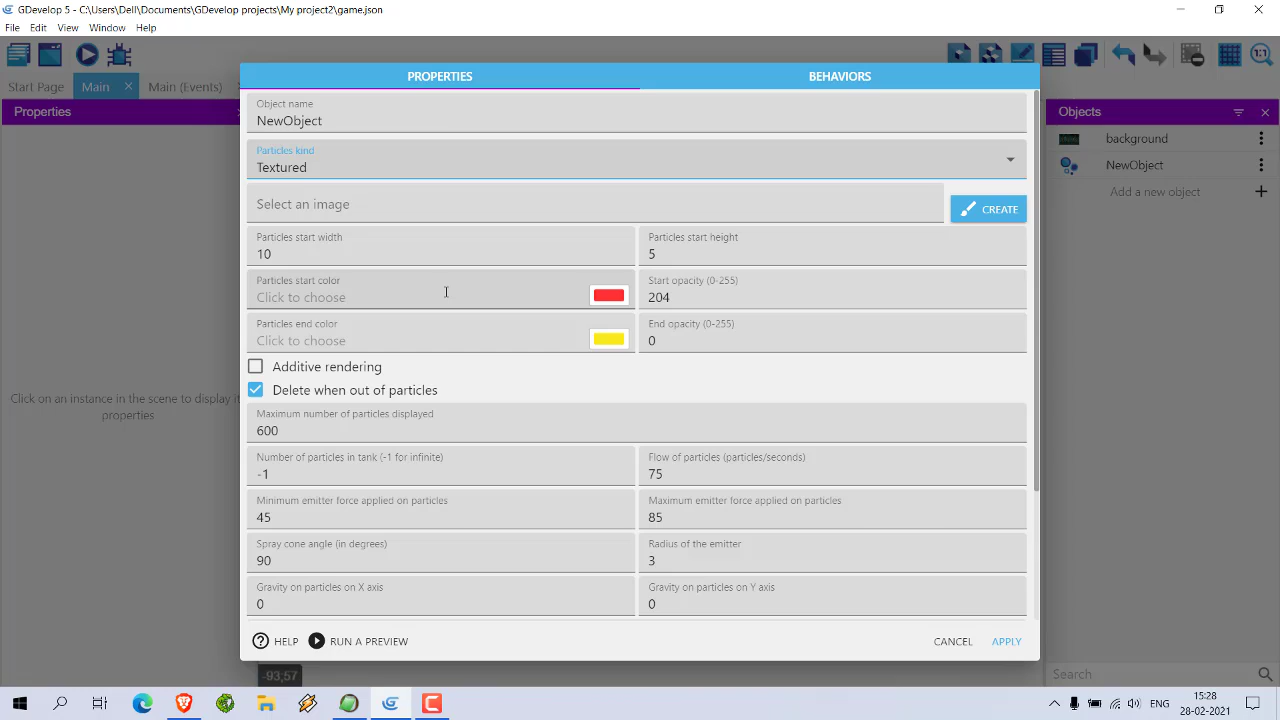 GDevelop 5 - C:\Users\Dell\Documents\GDevelop projects\My project2\game.json
File Edit View Window Help
Start Page Main Main (Events)
Properties
Click on an instance in the scene to display it
properties
PROPERTIES BEHAVIORS
Object name
NewObject
Particles kind
Textured
Select an image CREATE
Particles start width Particles start height
10 5
Particles start color Start opacity (0-255)
Click to choose 204
Particles end color End opacity (0-255)
Click to choose 0
Additive rendering
Delete when out of particles
Maximum number of particles displayed
600
Number of particles in tank (-1 for infinite) Flow of particles (particles/seconds)
-1 75
Minimum emitter force applied on particles Maximum emitter force applied on particles
45 85
Spray cone angle (in degrees) Radius of the emitter
90 3
Gravity on particles on X axis Gravity on particles on Y axis
0 0
HELP RUN A PREVIEW CANCEL APPLY
-93,57
1:1
Objects
background
NewObject
Add a new object
Search
ENG
15:28
28-02-2021